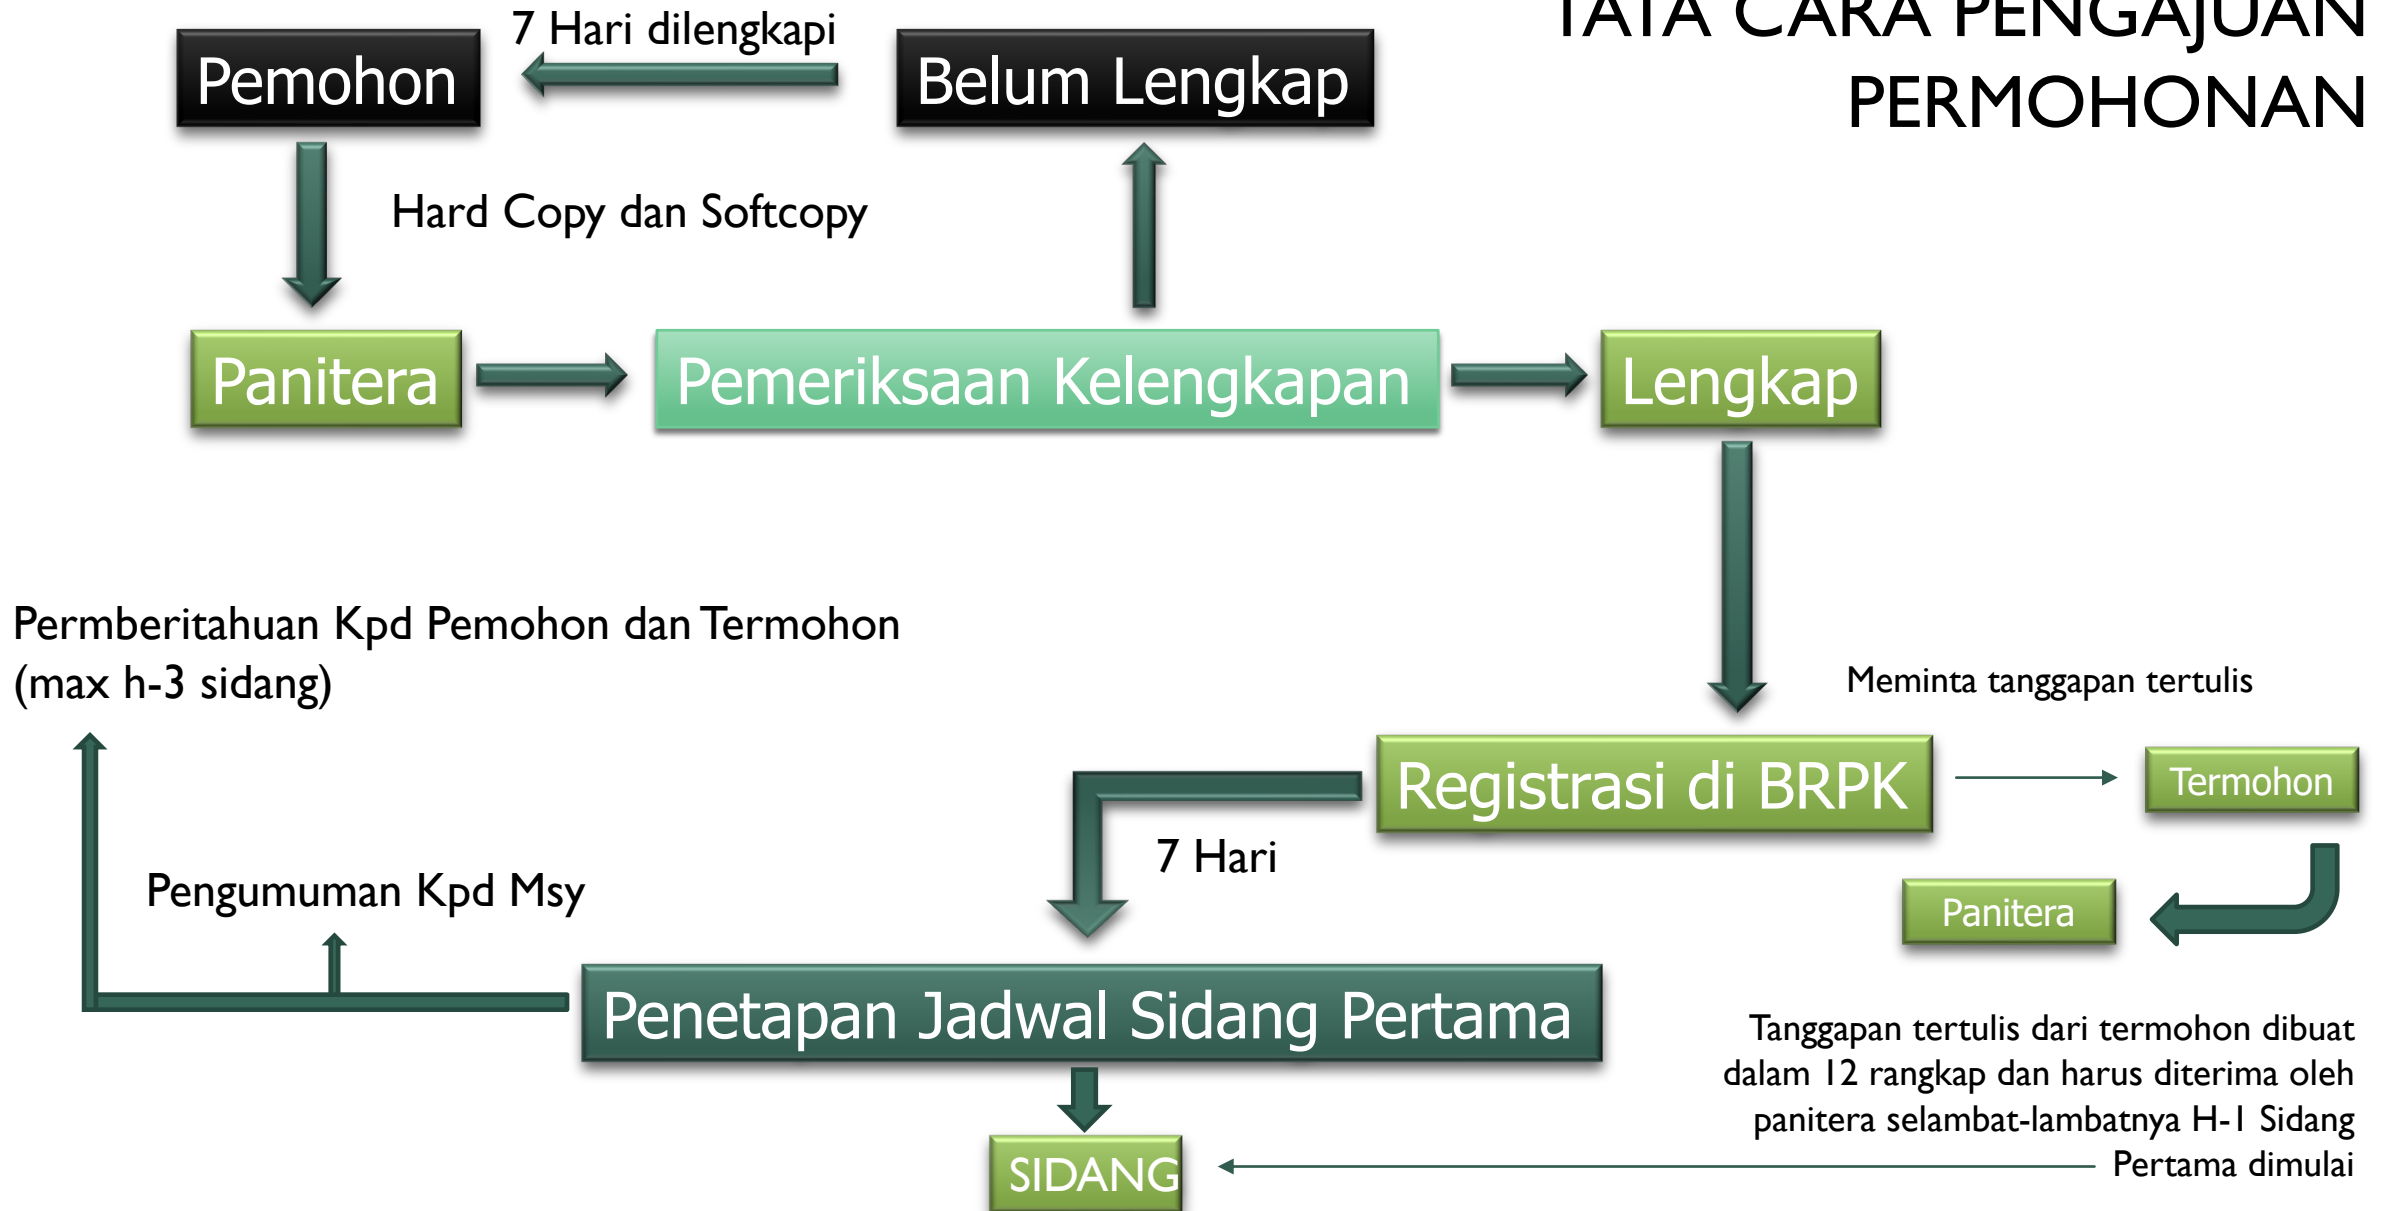 TATA CARA PENGAJUAN
PERMOHONAN
7 Hari dilengkapi
Pemohon
Belum Lengkap
Hard Copy dan Softcopy
Panitera
Pemeriksaan Kelengkapan
Lengkap
Permberitahuan Kpd Pemohon dan Termohon
(max h-3 sidang)
Meminta tanggapan tertulis
Registrasi di BRPK
Termohon
7 Hari
Pengumuman Kpd Msy
Panitera
Penetapan Jadwal Sidang Pertama
Tanggapan tertulis dari termohon dibuat
dalam 12 rangkap dan harus diterima oleh
panitera selambat-lambatnya H-1 Sidang
Pertama dimulai
SIDANG